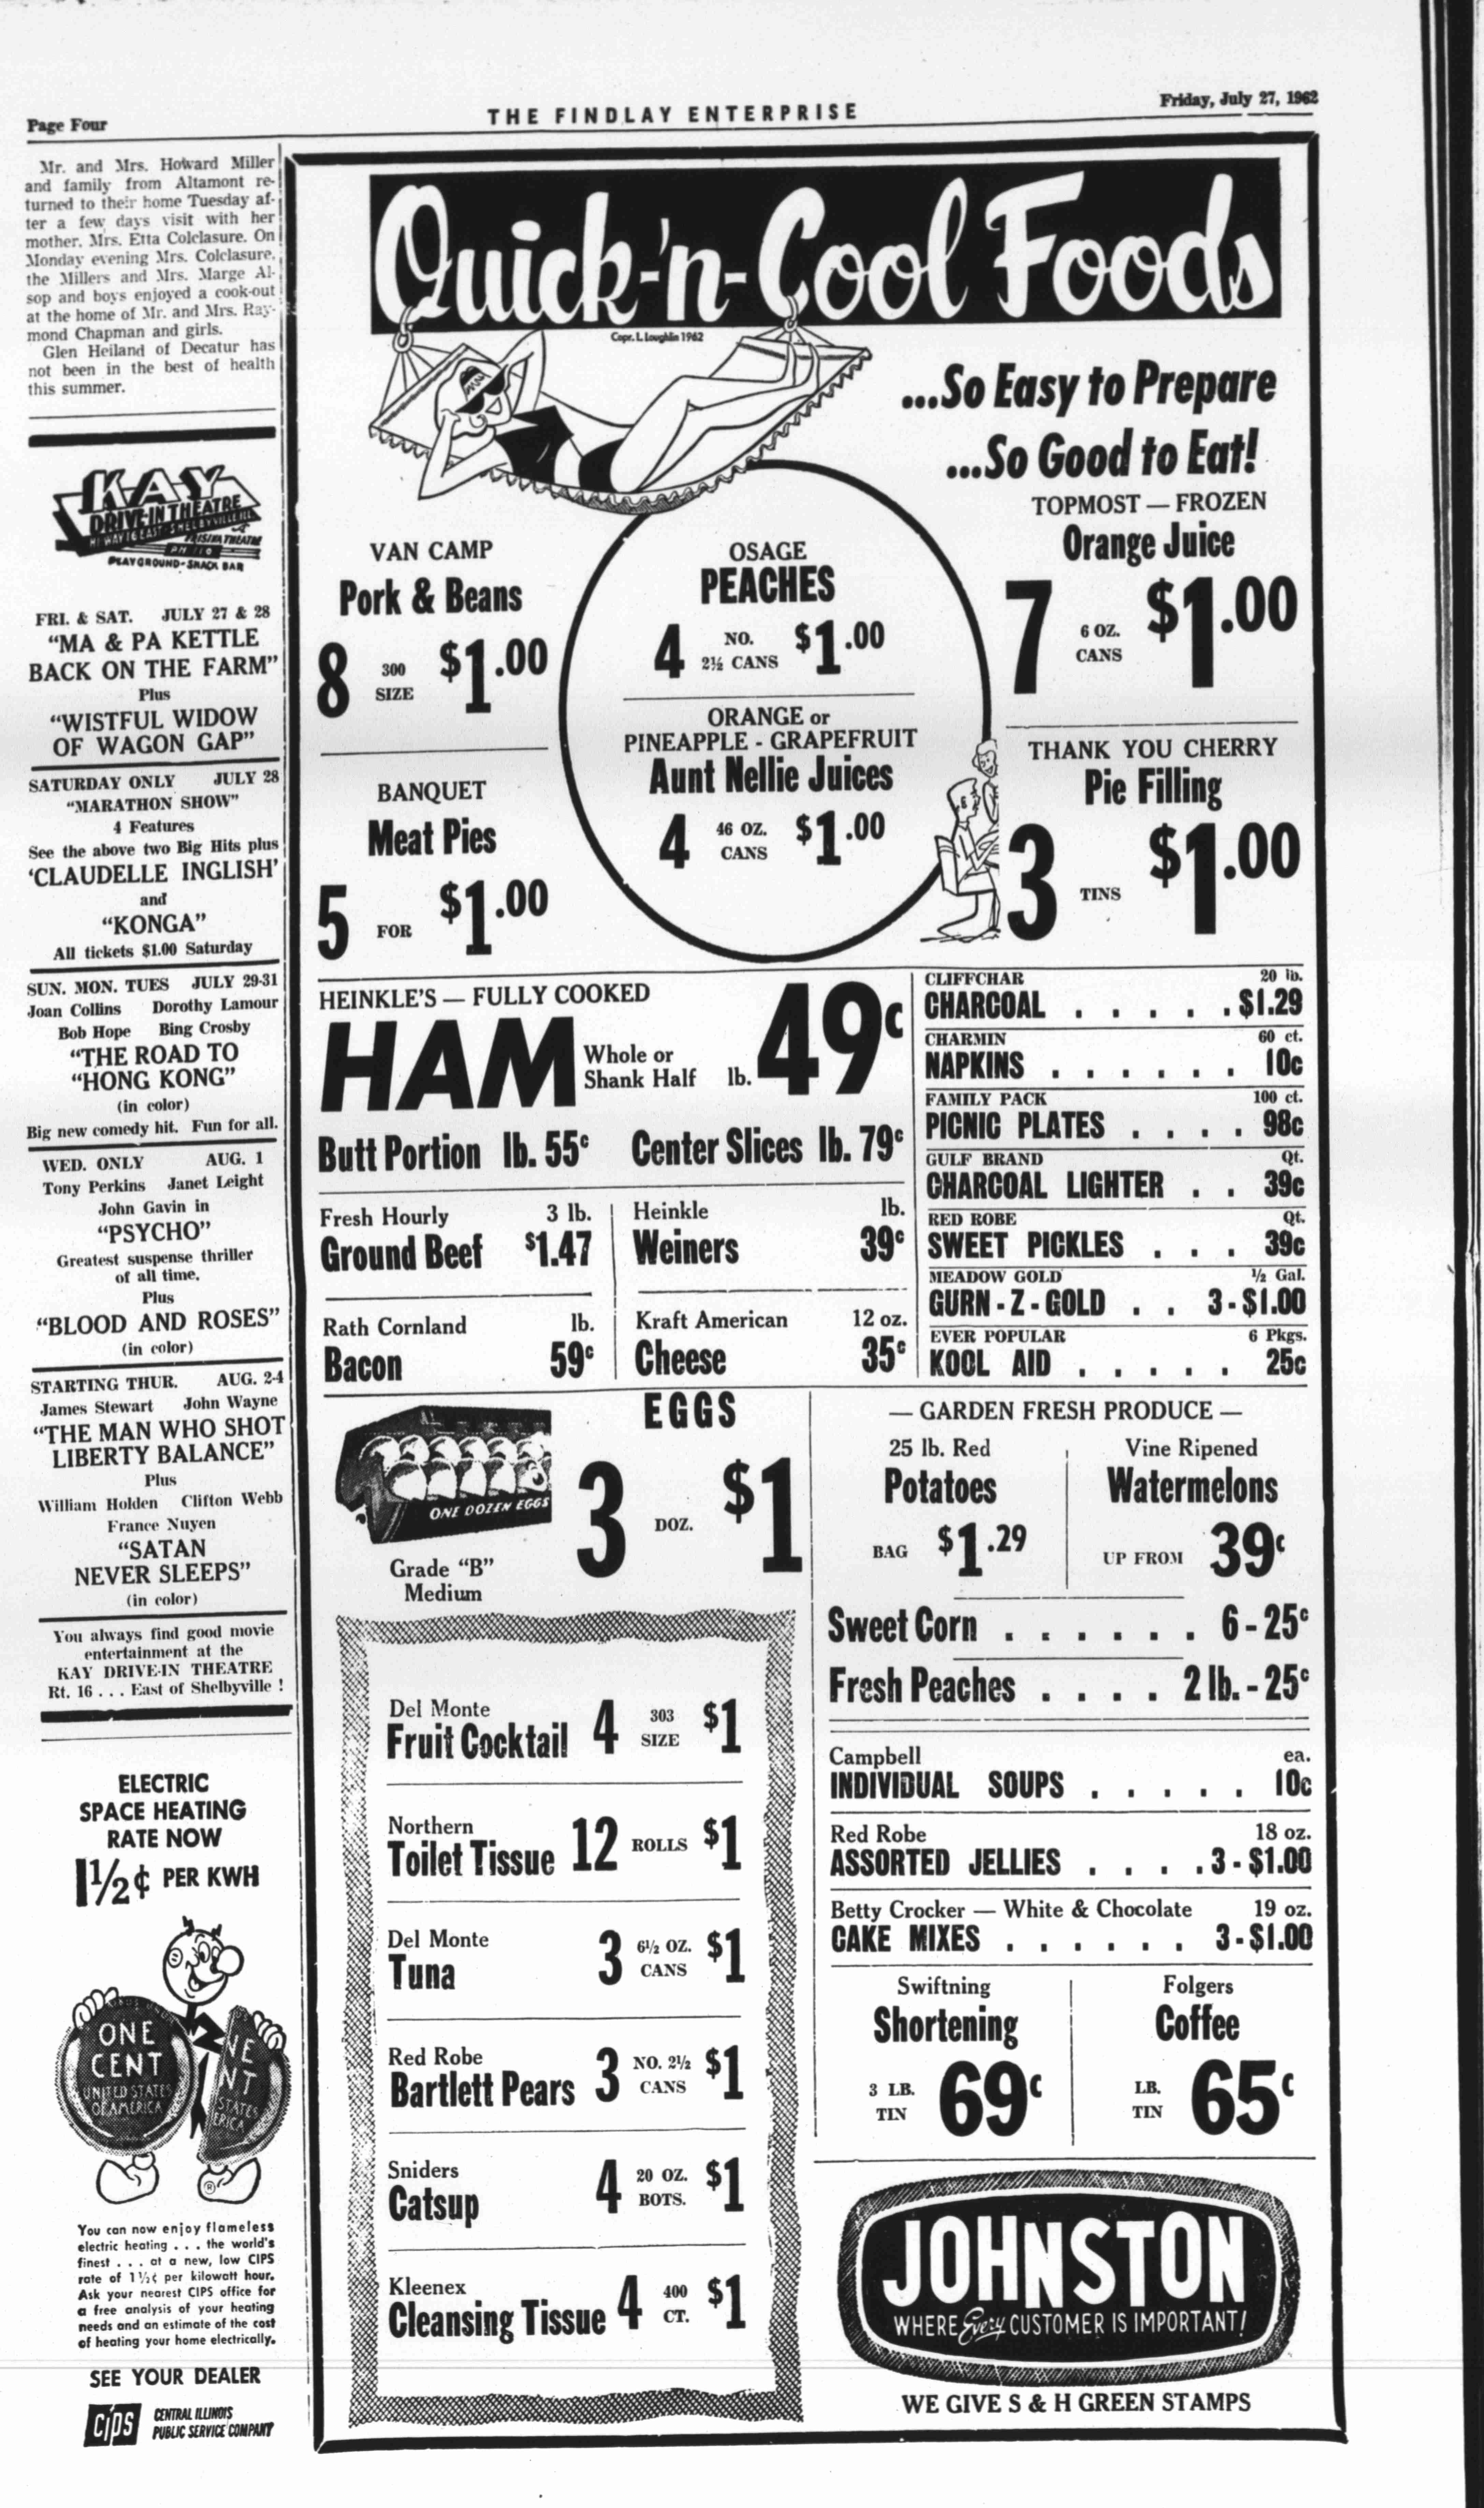 Page Four
THE FINDLAY ENTERPRISE
Friday, July 27, 1962
Mr. and Mrs. Howard Miller
and family from Altamont re-
turned to their home Tuesday af-
ter a few days visit with her
mother, Mrs. Etta Colclasure. On
Monday evening Mrs. Colclasure,
the Millers and Mrs. Marge Al-
sop and boys enjoyed a cook-out
at the home of Mr. and Mrs. Ray-
mond Chapman and girls.
Glen Heiland of Decatur has
not been in the best of health
this summer.
KAY
DRIVE-IN THEATRE
HI WAY 16 EAST SHELBYVILLE ILL
FRISINA THEATRE
PLAYGROUND-SNACK BAR
FRI. & SAT. JULY 27 & 28
"MA & PA KETTLE
BACK ON THE FARM"
Plus
"WISTFUL WIDOW
OF WAGON GAP"
SATURDAY ONLY JULY 28
"MARATHON SHOW"
4 Features
See the above two Big Hits plus
'CLAUDELLE INGLISH'
and
"KONGA"
All tickets $1.00 Saturday
SUN. MON. TUES JULY 29-31
Joan Collins Dorothy Lamour
Bob Hope Bing Crosby
"THE ROAD TO
"HONG KONG"
(in color)
Big new comedy hit. Fun for all.
WED. ONLY AUG. 1
Tony Perkins Janet Leight
John Gavin in
"PSYCHO"
Greatest suspense thriller
of all time.
Plus
"BLOOD AND ROSES"
(in color)
STARTING THUR. AUG. 2-4
James Stewart John Wayne
"THE MAN WHO SHOT
LIBERTY BALANCE"
Plus
William Holden Clifton Webb
France Nuyen
"SATAN
NEVER SLEEPS"
(in color)
You always find good movie
entertainment at the
KAY DRIVE-IN THEATRE
Rt. 16 . . . East of Shelbyville !
ELECTRIC
SPACE HEATING
RATE NOW
1½¢ PER KWH
ONE
CENT
UNITED STATES
OF AMERICA
NE
NT
STATES
ERICA
You can now enjoy flameless
electric heating . . . the world's
finest . . . at a new, low CIPS
rate of 1½¢ per kilowatt hour.
Ask your nearest CIPS office for
a free analysis of your heating
needs and an estimate of the cost
of heating your home electrically.
SEE YOUR DEALER
CIPS
CENTRAL ILLINOIS
PUBLIC SERVICE COMPANY
Quick-'n-Cool Foods
Copr. L Loughlin 1962
...So Easy to Prepare
...So Good to Eat!
VAN CAMP
Pork & Beans
8 300 SIZE $1.00
BANQUET
Meat Pies
5 FOR $1.00
OSAGE
PEACHES
4 NO. 2½ CANS $1.00
ORANGE or
PINEAPPLE - GRAPEFRUIT
Aunt Nellie Juices
4 46 OZ. CANS $1.00
TOPMOST — FROZEN
Orange Juice
7 6 OZ. CANS $1.00
THANK YOU CHERRY
Pie Filling
3 TINS $1.00
HEINKLE'S — FULLY COOKED
HAM Whole or Shank Half lb. 49c
Butt Portion lb. 55c Center Slices lb. 79c
Fresh Hourly 3 lb.
Ground Beef $1.47
Heinkle lb.
Weiners 39c
Rath Cornland lb.
Bacon 59c
Kraft American 12 oz.
Cheese 35c
CLIFFCHAR 20 lb.
CHARCOAL . . . . . . $1.29
CHARMIN 60 ct.
NAPKINS . . . . . . . 10c
FAMILY PACK 100 ct.
PICNIC PLATES . . . . 98c
GULF BRAND Qt.
CHARCOAL LIGHTER . . 39c
RED ROBE Qt.
SWEET PICKLES . . . 39c
MEADOW GOLD ½ Gal.
GURN - Z - GOLD . . 3 - $1.00
EVER POPULAR 6 Pkgs.
KOOL AID . . . . . 25c
ONE DOZEN EGGS
Grade "B"
Medium
EGGS
3 DOZ. $1
— GARDEN FRESH PRODUCE —
25 lb. Red
Potatoes
BAG $1.29
Vine Ripened
Watermelons
UP FROM 39c
Sweet Corn . . . . . . . 6 - 25c
Fresh Peaches . . . . 2 lb. - 25c
Del Monte
Fruit Cocktail 4 303 SIZE $1
Northern
Toilet Tissue 12 ROLLS $1
Del Monte
Tuna 3 6½ OZ. CANS $1
Red Robe
Bartlett Pears 3 NO. 2½ CANS $1
Sniders
Catsup 4 20 OZ. BOTS. $1
Kleenex
Cleansing Tissue 4 400 CT. $1
Campbell ea.
INDIVIDUAL SOUPS . . . . . 10c
Red Robe 18 oz.
ASSORTED JELLIES . . . . 3 - $1.00
Betty Crocker — White & Chocolate 19 oz.
CAKE MIXES . . . . . . 3 - $1.00
Swiftning
Shortening
3 LB. TIN 69c
Folgers
Coffee
LB. TIN 65c
JOHNSTON
WHERE Every CUSTOMER IS IMPORTANT!
WE GIVE S & H GREEN STAMPS